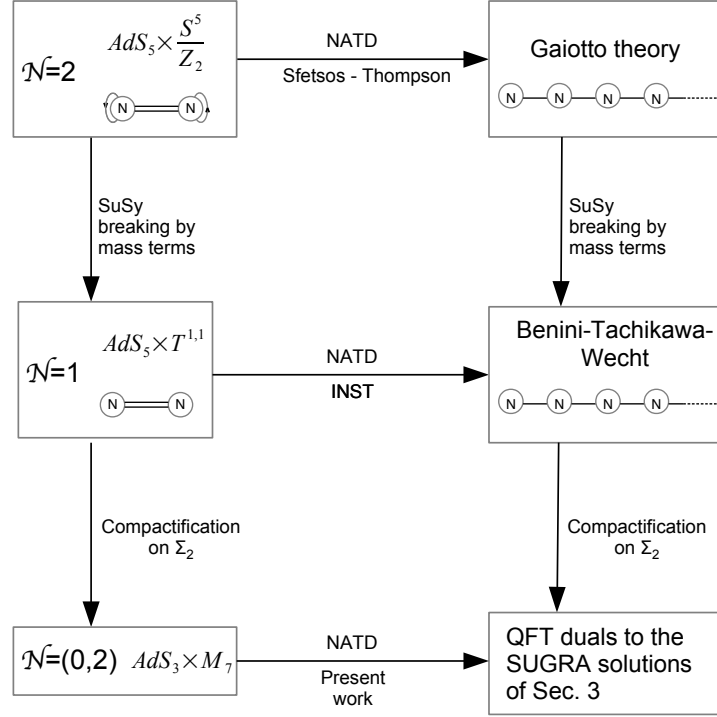 𝒩=2
AdS₅ × S⁵/Z₂
N N
NATD
Sfetsos - Thompson
Gaiotto theory
N N N N
SuSy
breaking by
mass terms
SuSy
breaking by
mass terms
𝒩=1
AdS₅ × T¹,¹
N N
NATD
INST
Benini-Tachikawa-
Wecht
N N N N
Compactification
on Σ₂
Compactification
on Σ₂
𝒩=(0,2) AdS₃ × M₇
NATD
Present
work
QFT duals to the
SUGRA solutions
of Sec. 3